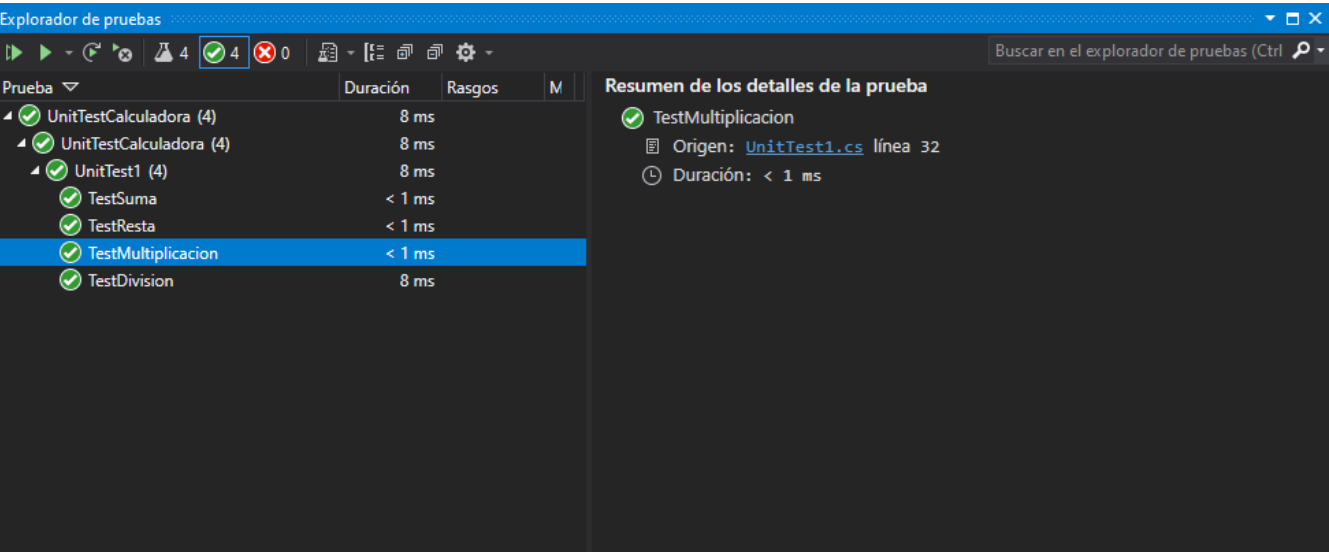 Explorador de pruebas
4 4 0 Buscar en el explorador de pruebas (Ctrl
Prueba Duración Rasgos M
UnitTestCalculadora (4) 8 ms
UnitTestCalculadora (4) 8 ms
UnitTest1 (4) 8 ms
TestSuma < 1 ms
TestResta < 1 ms
TestMultiplicacion < 1 ms
TestDivision 8 ms
Resumen de los detalles de la prueba
TestMultiplicacion
Origen: UnitTest1.cs línea 32
Duración: < 1 ms